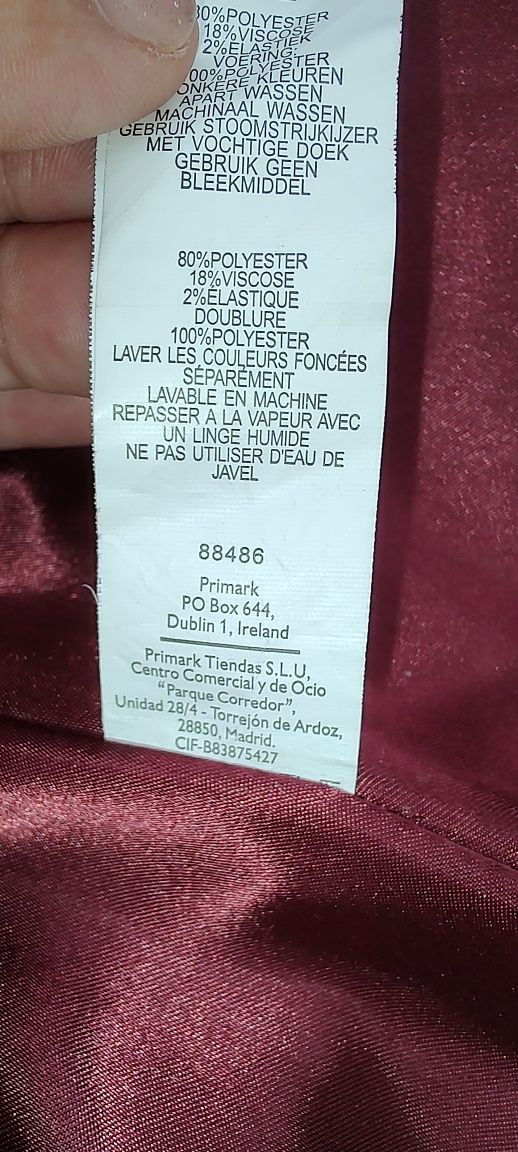 80%POLYESTER
18%VISCOSE
2%ELASTIEK
VOERING:
100%POLYESTER
DONKERE KLEUREN
APART WASSEN
MACHINAAL WASSEN
GEBRUIK STOOMSTRIJKIJZER
MET VOCHTIGE DOEK
GEBRUIK GEEN
BLEEKMIDDEL
80%POLYESTER
18%VISCOSE
2%ÉLASTIQUE
DOUBLURE
100%POLYESTER
LAVER LES COULEURS FONCÉES
SÉPARÉMENT
LAVABLE EN MACHINE
REPASSER A LA VAPEUR AVEC
UN LINGE HUMIDE
NE PAS UTILISER D'EAU DE
JAVEL
88486
Primark
PO Box 644,
Dublin 1, Ireland
Primark Tiendas S.L.U,
Centro Comercial y de Ocio
"Parque Corredor",
Unidad 28/4 - Torrejón de Ardoz,
28850, Madrid.
CIF-B83875427